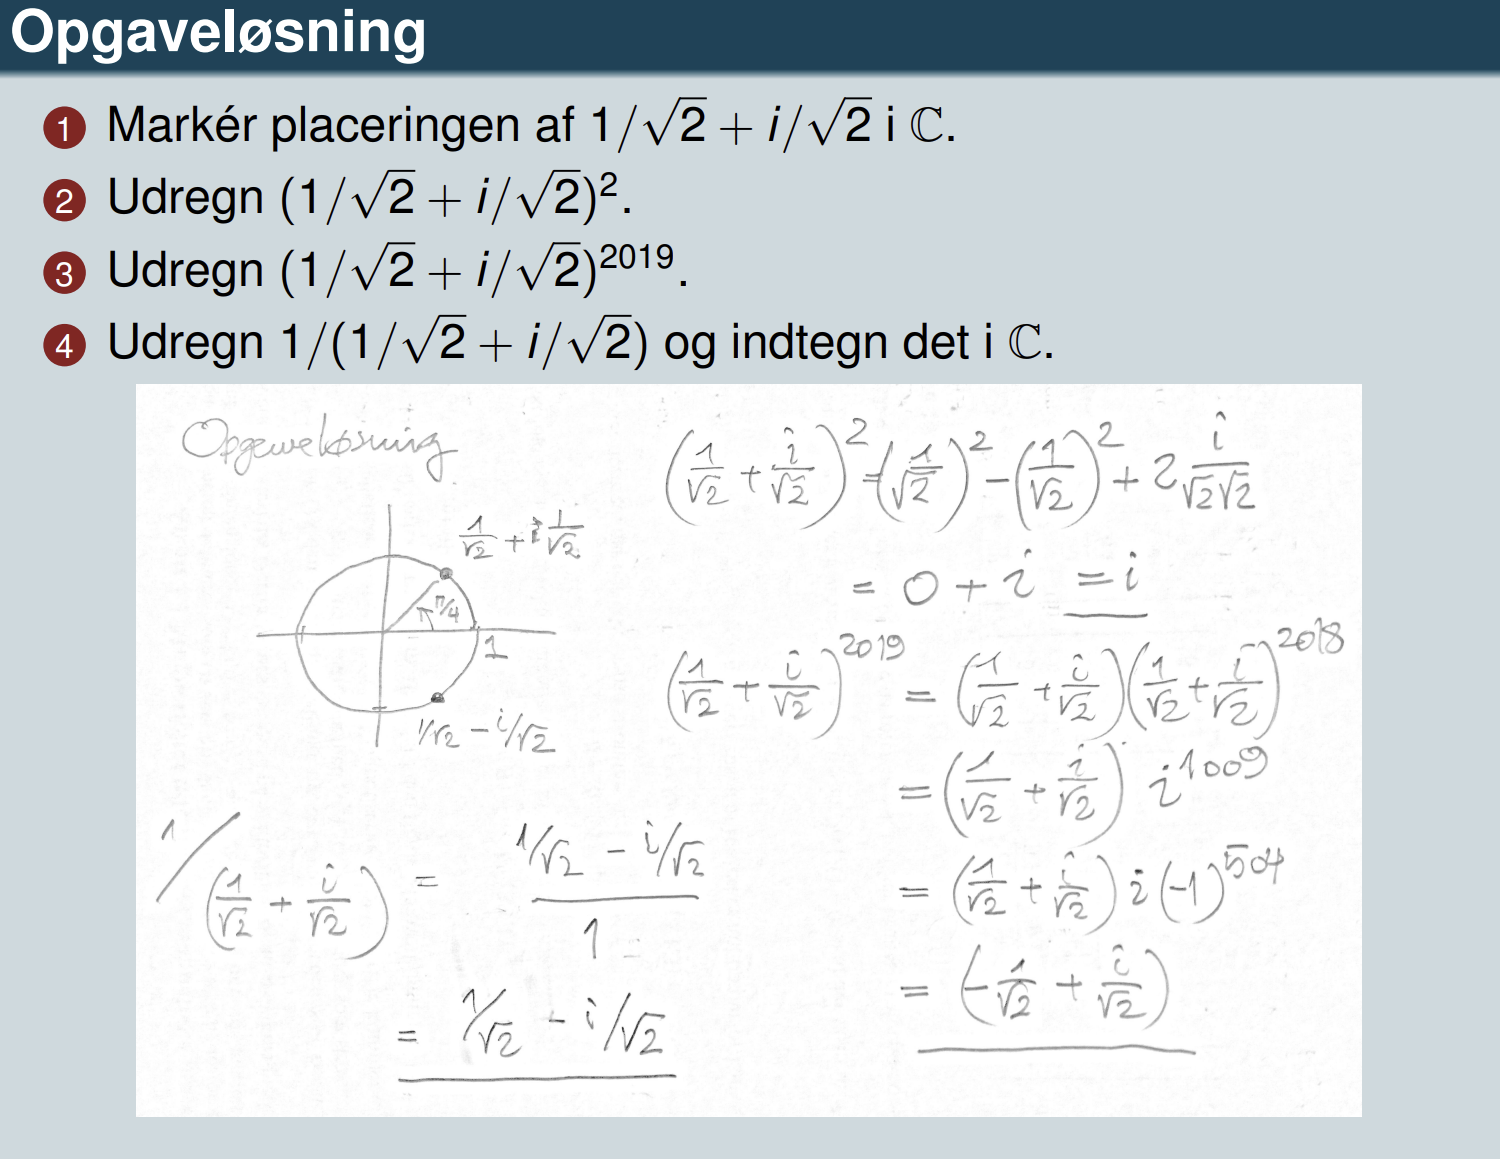 Opgaveløsning
1 Markér placeringen af 1/√2 + i/√2 i ℂ.
2 Udregn (1/√2 + i/√2)².
3 Udregn (1/√2 + i/√2)²⁰¹⁹.
4 Udregn 1/(1/√2 + i/√2) og indtegn det i ℂ.
Opgaveløsning.
1/√2 + i 1/√2
π/4
1
1/√2 − i/√2
1/(1/√2 + i/√2) = (1/√2 − i/√2)/1
= 1/√2 − i/√2
(1/√2 + i/√2)² = (1/√2)² − (1/√2)² + 2 i/(√2√2)
= 0 + i = i
(1/√2 + i/√2)²⁰¹⁹ = (1/√2 + i/√2)(1/√2 + i/√2)²⁰¹⁸
= (1/√2 + i/√2) i¹⁰⁰⁹
= (1/√2 + i/√2) i (−1)⁵⁰⁴
= (−1/√2 + i/√2)